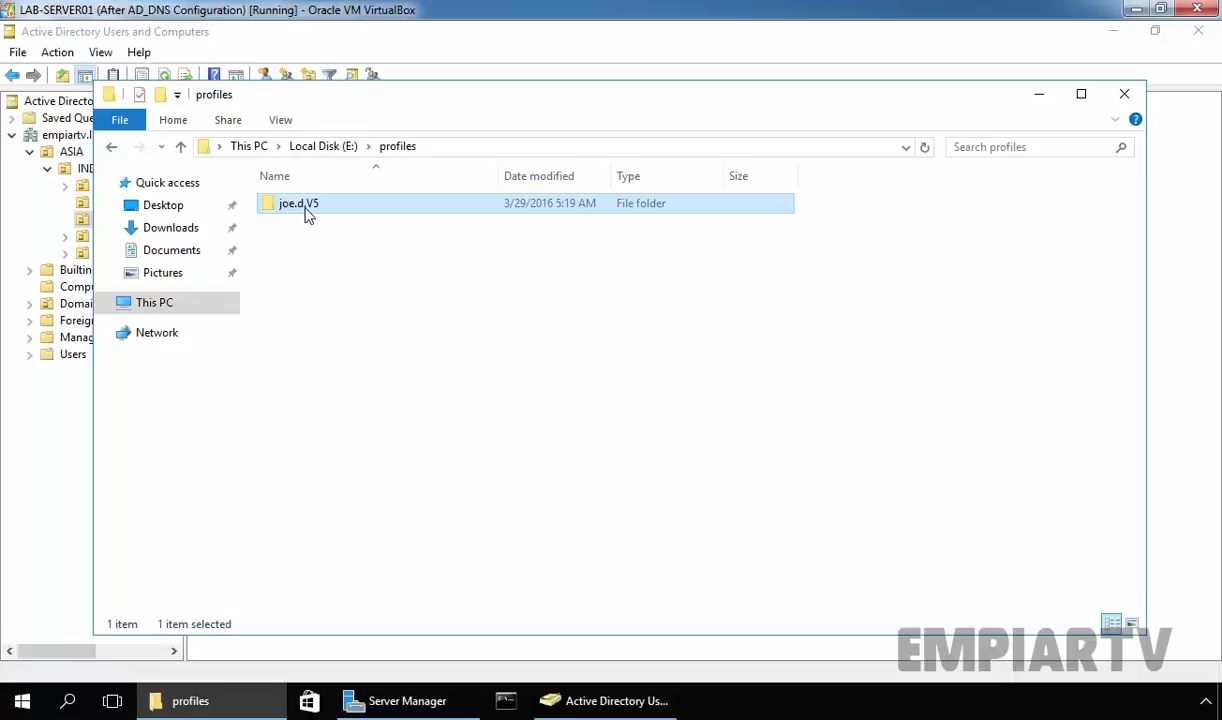 LAB-SERVER01 (After AD_DNS Configuration) [Running] - Oracle VM VirtualBox
Active Directory Users and Computers
File Action View Help
profiles
File Home Share View
This PC Local Disk (E:) profiles
Search profiles
Name Date modified Type Size
joe.d.V5 3/29/2016 5:19 AM File folder
Quick access
Desktop
Downloads
Documents
Pictures
This PC
Network
Active Directo
Saved Que
empiartv.l
ASIA
IND
Builtin
Compu
Domai
Foreig
Manag
Users
1 item 1 item selected
EMPIARTV
profiles Server Manager Active Directory Us...